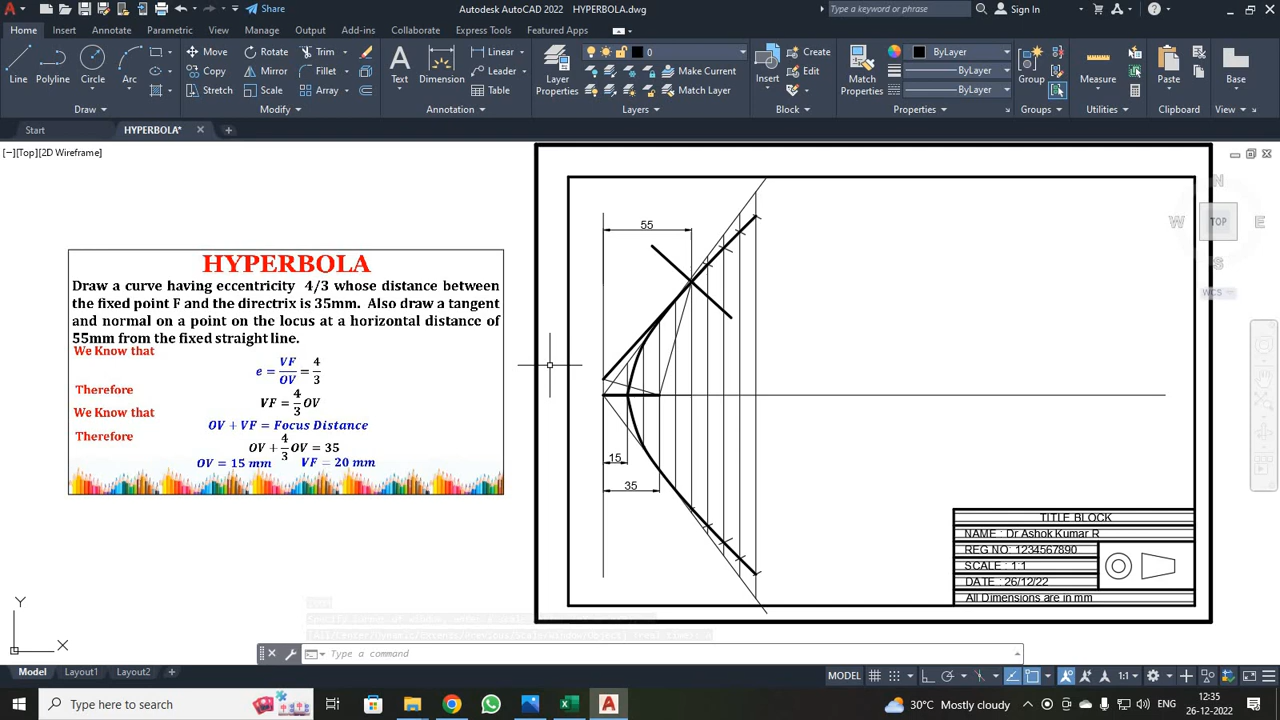 Share
Autodesk AutoCAD 2022 HYPERBOLA.dwg
Type a keyword or phrase
Sign In
Home Insert Annotate Parametric View Manage Output Add-ins Collaborate Express Tools Featured Apps
Line Polyline Circle Arc
Move Rotate Trim
Copy Mirror Fillet
Stretch Scale Array
Text Dimension
Linear
Leader
Table
Layer Properties
0
Make Current
Match Layer
Insert
Create
Edit
Match Properties
ByLayer
ByLayer
ByLayer
Group
Measure
Paste
Base
Draw Modify Annotation Layers Block Properties Groups Utilities Clipboard View
Start HYPERBOLA*
[−][Top][2D Wireframe]
N
W TOP E
S
WCS
HYPERBOLA
Draw a curve having eccentricity 4/3 whose distance between
the fixed point F and the directrix is 35mm. Also draw a tangent
and normal on a point on the locus at a horizontal distance of
55mm from the fixed straight line.
We Know that
e = VF/OV = 4/3
Therefore
VF = 4/3 OV
We Know that
OV + VF = Focus Distance
Therefore
OV + 4/3 OV = 35
OV = 15 mm VF = 20 mm
55
15
35
TITLE BLOCK
NAME : Dr Ashok Kumar R
REG NO: 1234567890
SCALE : 1:1
DATE : 26/12/22
All Dimensions are in mm
Y
X
Type a command
Model Layout1 Layout2
MODEL
1:1
Type here to search
30°C Mostly cloudy
ENG
12:35
26-12-2022